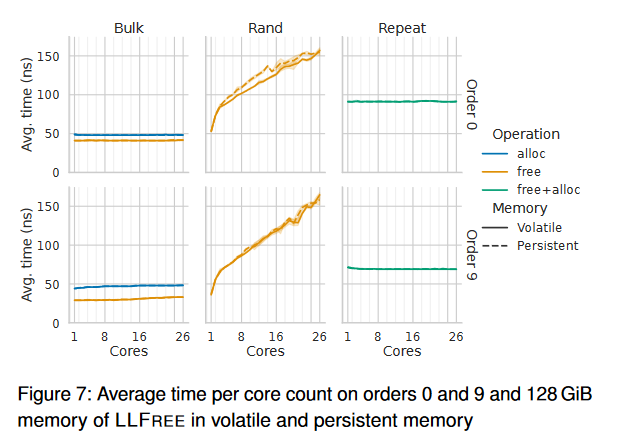 Bulk Rand Repeat
Avg. time (ns)
150
100
50
0
Order 0
Operation
alloc
free
free+alloc
Memory
Volatile
Persistent
Avg. time (ns)
150
100
50
0
Order 9
1 8 16 26 1 8 16 26 1 8 16 26
Cores Cores Cores
Figure 7: Average time per core count on orders 0 and 9 and 128 GiB
memory of LLFREE in volatile and persistent memory